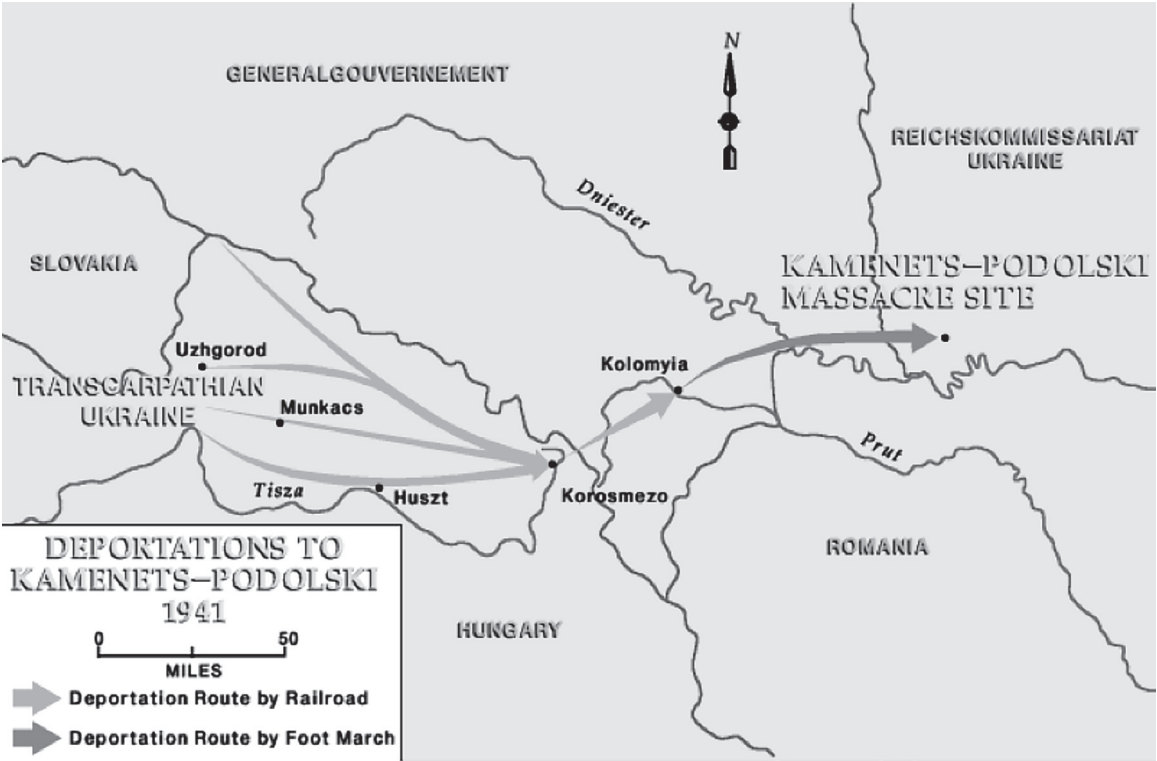 N
GENERALGOUVERNEMENT
REICHSKOMMISSARIAT
UKRAINE
Dniester
SLOVAKIA
KAMENETS–PODOLSKI
MASSACRE SITE
Uzhgorod
Kolomyia
TRANSCARPATHIAN
UKRAINE
Munkacs
Prut
Tisza
Huszt
Korosmezo
ROMANIA
HUNGARY
DEPORTATIONS TO
KAMENETS–PODOLSKI
1941
0 50
MILES
Deportation Route by Railroad
Deportation Route by Foot March